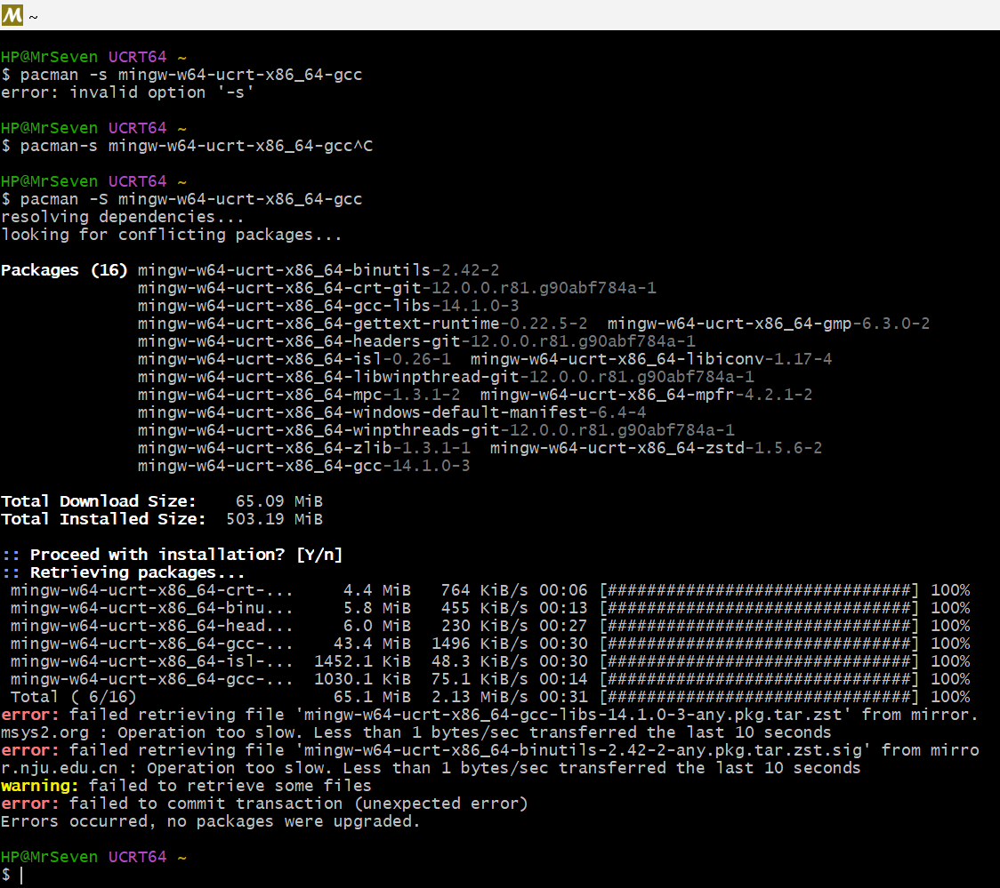 M ~
HP@MrSeven UCRT64 ~
$ pacman -s mingw-w64-ucrt-x86_64-gcc
error: invalid option '-s'
HP@MrSeven UCRT64 ~
$ pacman-s mingw-w64-ucrt-x86_64-gcc^C
HP@MrSeven UCRT64 ~
$ pacman -S mingw-w64-ucrt-x86_64-gcc
resolving dependencies...
looking for conflicting packages...
Packages (16) mingw-w64-ucrt-x86_64-binutils-2.42-2
mingw-w64-ucrt-x86_64-crt-git-12.0.0.r81.g90abf784a-1
mingw-w64-ucrt-x86_64-gcc-libs-14.1.0-3
mingw-w64-ucrt-x86_64-gettext-runtime-0.22.5-2  mingw-w64-ucrt-x86_64-gmp-6.3.0-2
mingw-w64-ucrt-x86_64-headers-git-12.0.0.r81.g90abf784a-1
mingw-w64-ucrt-x86_64-isl-0.26-1  mingw-w64-ucrt-x86_64-libiconv-1.17-4
mingw-w64-ucrt-x86_64-libwinpthread-git-12.0.0.r81.g90abf784a-1
mingw-w64-ucrt-x86_64-mpc-1.3.1-2  mingw-w64-ucrt-x86_64-mpfr-4.2.1-2
mingw-w64-ucrt-x86_64-windows-default-manifest-6.4-4
mingw-w64-ucrt-x86_64-winpthreads-git-12.0.0.r81.g90abf784a-1
mingw-w64-ucrt-x86_64-zlib-1.3.1-1  mingw-w64-ucrt-x86_64-zstd-1.5.6-2
mingw-w64-ucrt-x86_64-gcc-14.1.0-3
Total Download Size:    65.09 MiB
Total Installed Size:  503.19 MiB
:: Proceed with installation? [Y/n]
:: Retrieving packages...
mingw-w64-ucrt-x86_64-crt-...     4.4 MiB   764 KiB/s 00:06 [###############################] 100%
mingw-w64-ucrt-x86_64-binu...     5.8 MiB   455 KiB/s 00:13 [###############################] 100%
mingw-w64-ucrt-x86_64-head...     6.0 MiB   230 KiB/s 00:27 [###############################] 100%
mingw-w64-ucrt-x86_64-gcc-...    43.4 MiB  1496 KiB/s 00:30 [###############################] 100%
mingw-w64-ucrt-x86_64-isl-...  1452.1 KiB  48.3 KiB/s 00:30 [###############################] 100%
mingw-w64-ucrt-x86_64-gcc-...  1030.1 KiB  75.1 KiB/s 00:14 [###############################] 100%
Total ( 6/16)                    65.1 MiB  2.13 MiB/s 00:31 [###############################] 100%
error: failed retrieving file 'mingw-w64-ucrt-x86_64-gcc-libs-14.1.0-3-any.pkg.tar.zst' from mirror.
msys2.org : Operation too slow. Less than 1 bytes/sec transferred the last 10 seconds
error: failed retrieving file 'mingw-w64-ucrt-x86_64-binutils-2.42-2-any.pkg.tar.zst.sig' from mirro
r.nju.edu.cn : Operation too slow. Less than 1 bytes/sec transferred the last 10 seconds
warning: failed to retrieve some files
error: failed to commit transaction (unexpected error)
Errors occurred, no packages were upgraded.
HP@MrSeven UCRT64 ~
$